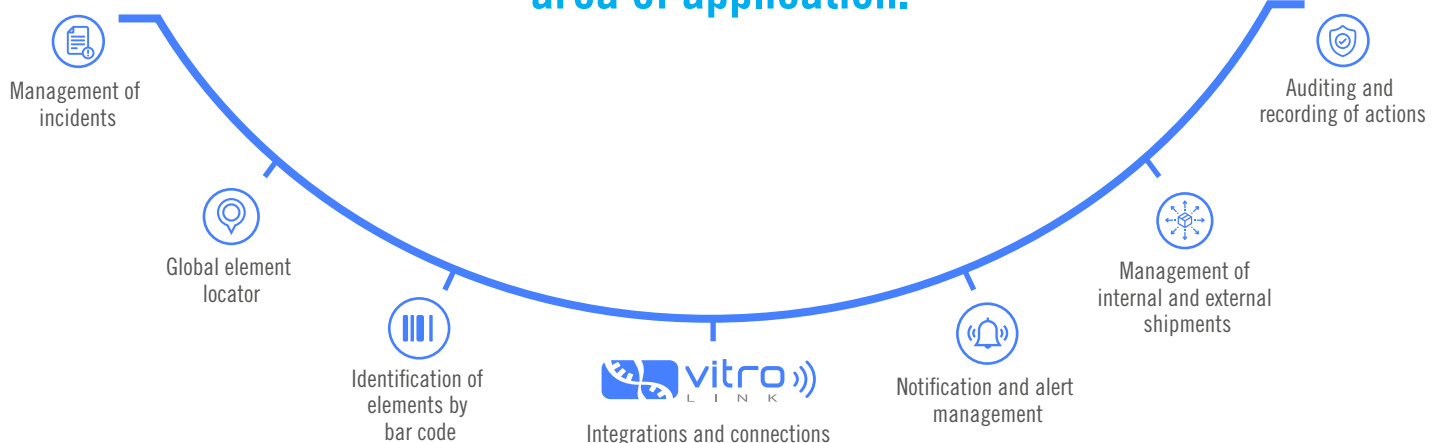 area of application.
Management of
incidents
Global element
locator
Identification of
elements by
bar code
vitro
LINK
Integrations and connections
Notification and alert
management
Management of
internal and external
shipments
Auditing and
recording of actions